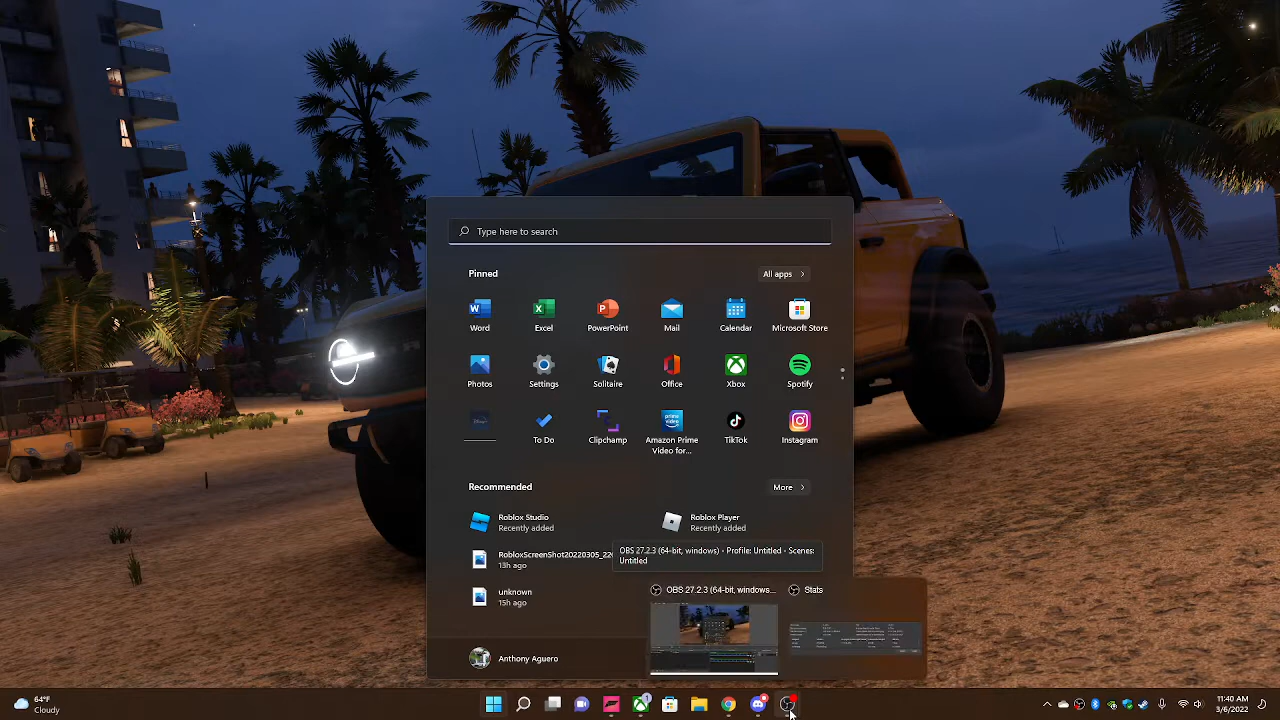 Type here to search
Pinned
All apps
Word
Excel
PowerPoint
Mail
Calendar
Microsoft Store
Photos
Settings
Solitaire
Office
Xbox
Spotify
Disney+
To Do
Clipchamp
Amazon Prime
Video for...
TikTok
Instagram
Recommended
More
Roblox Studio
Recently added
Roblox Player
Recently added
RobloxScreenShot20220305_220
13h ago
OBS 27.2.3 (64-bit, windows) - Profile: Untitled - Scenes:
Untitled
unknown
15h ago
OBS 27.2.3 (64-bit, windows...
Stats
Anthony Aguero
64°F
Cloudy
11:40 AM
3/6/2022